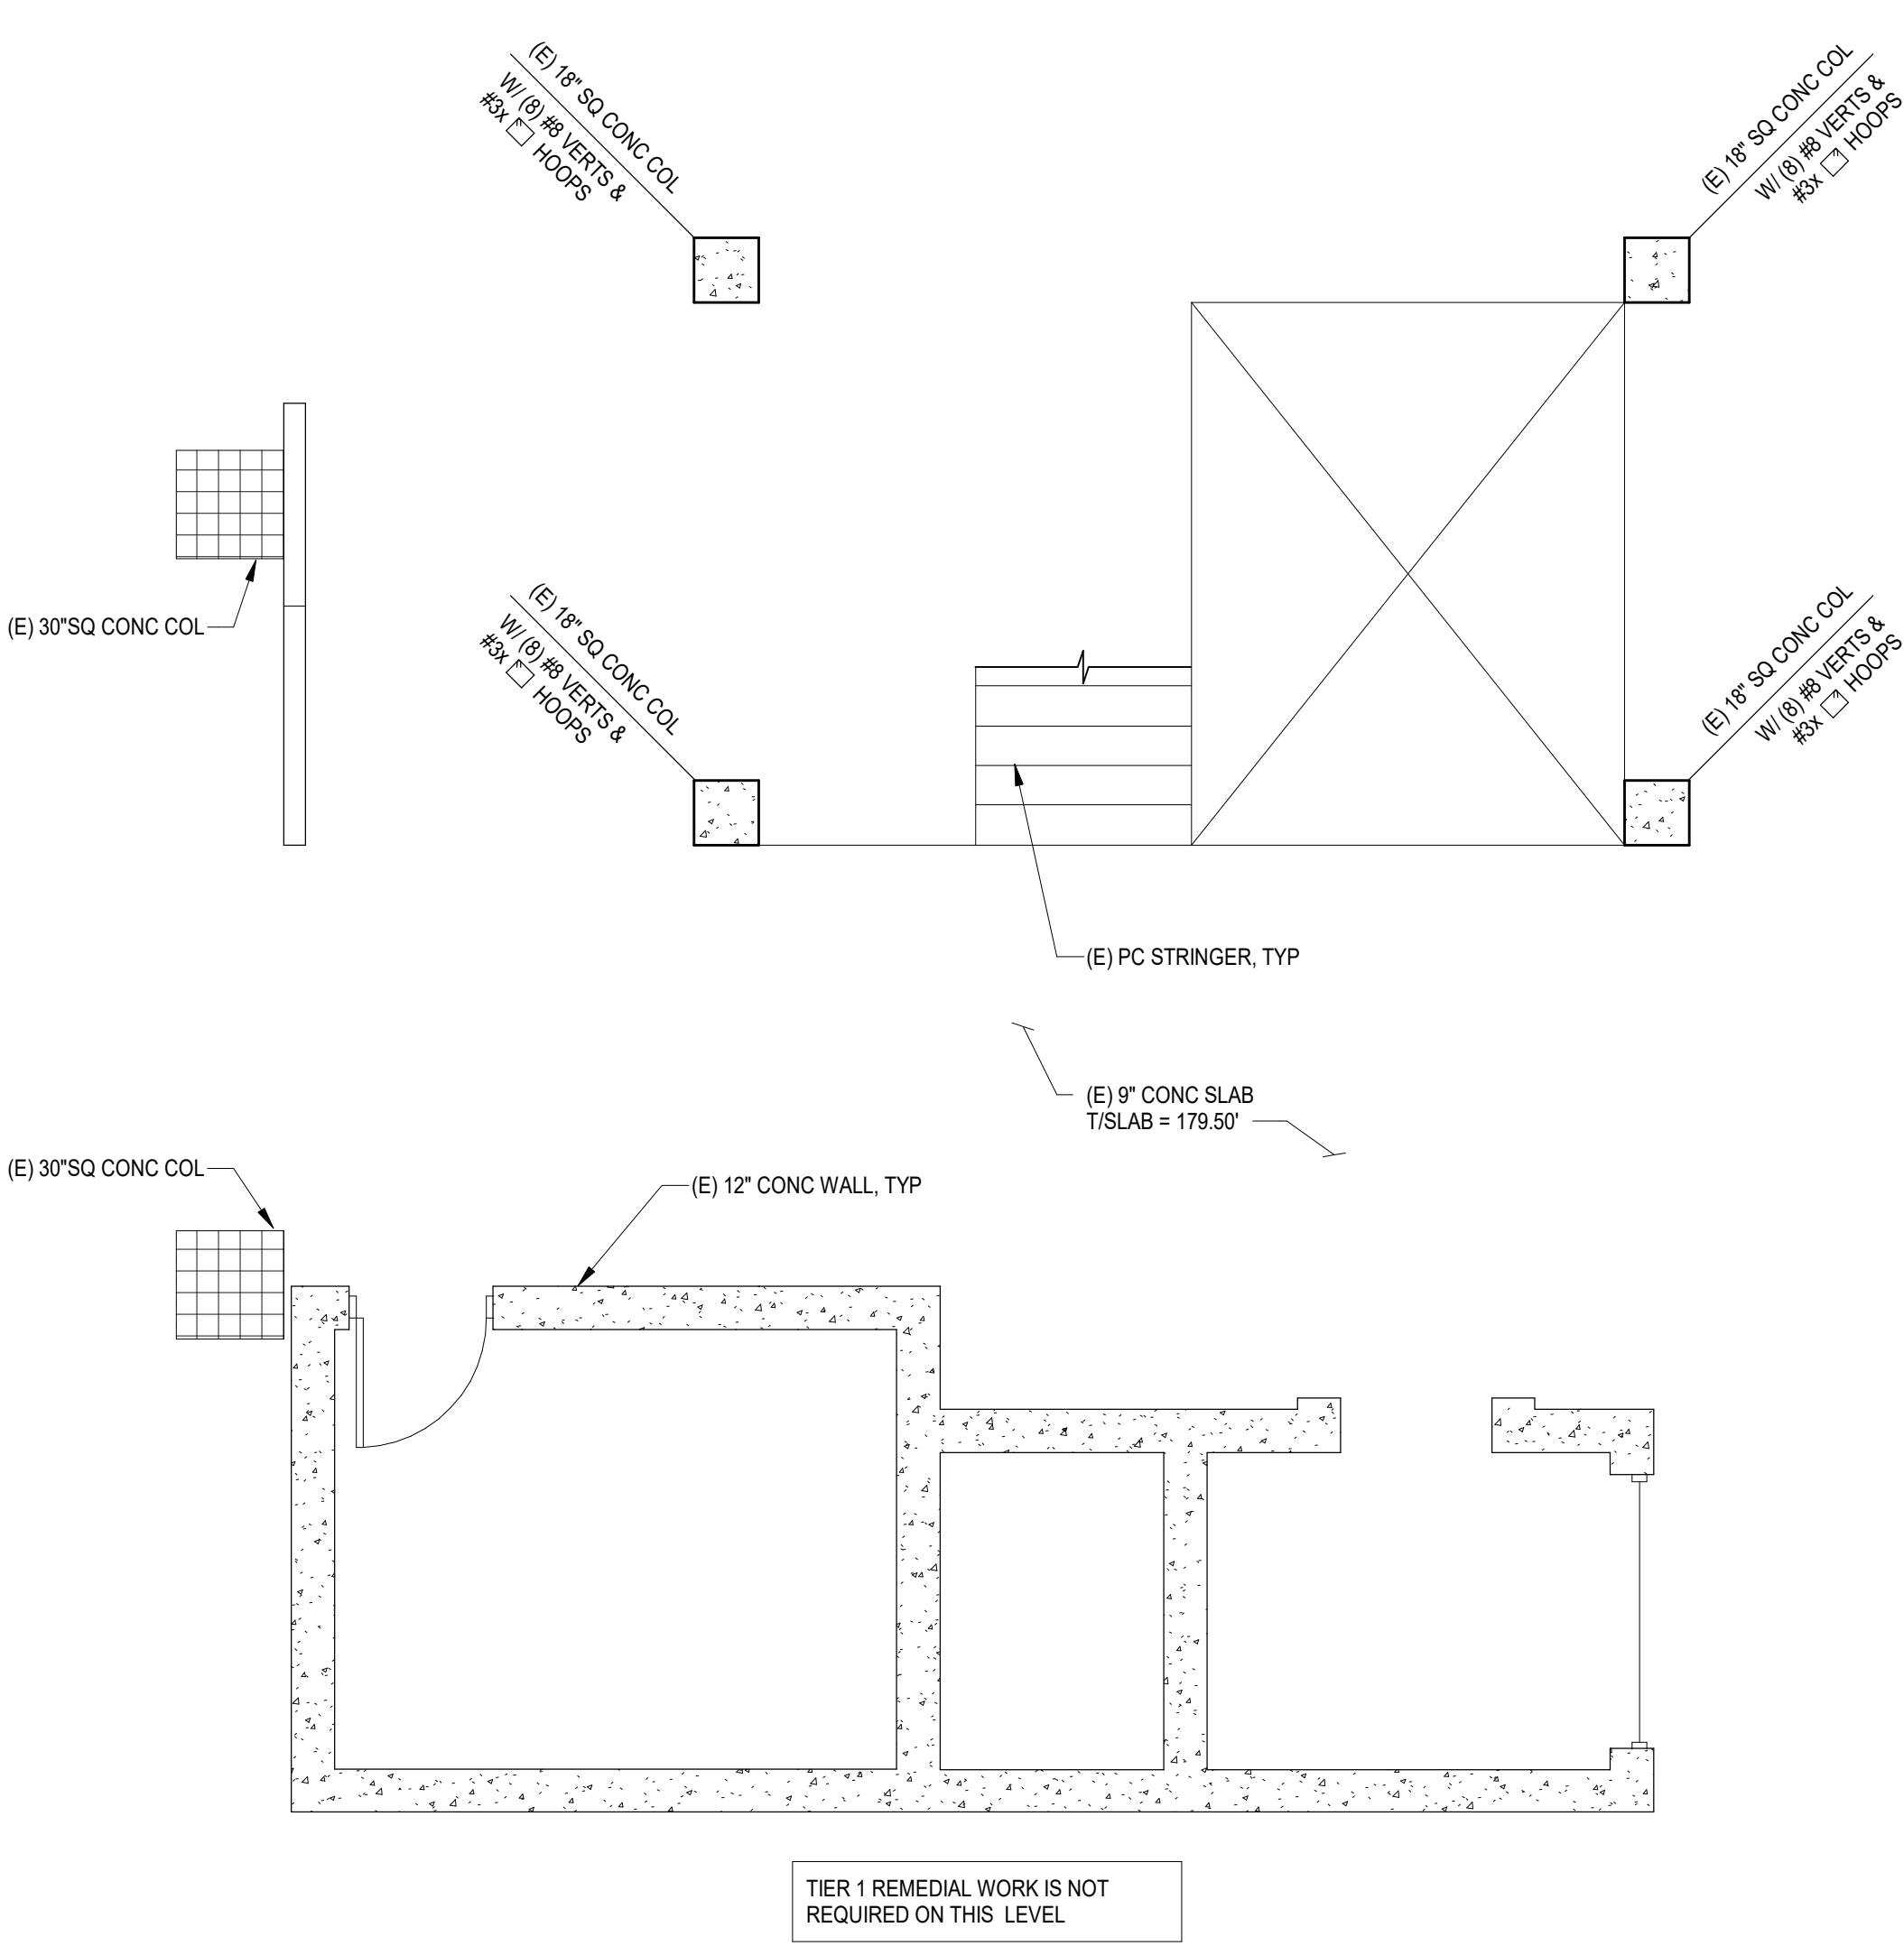 (E) 18" SQ CONC COL
W/ (8) #8 VERTS &
#3x HOOPS
(E) 18" SQ CONC COL
W/ (8) #8 VERTS &
#3x HOOPS
(E) 30"SQ CONC COL
(E) 18" SQ CONC COL
W/ (8) #8 VERTS &
#3x HOOPS
(E) 18" SQ CONC COL
W/ (8) #8 VERTS &
#3x HOOPS
(E) PC STRINGER, TYP
(E) 9" CONC SLAB
T/SLAB = 179.50'
(E) 30"SQ CONC COL
(E) 12" CONC WALL, TYP
TIER 1 REMEDIAL WORK IS NOT
REQUIRED ON THIS LEVEL